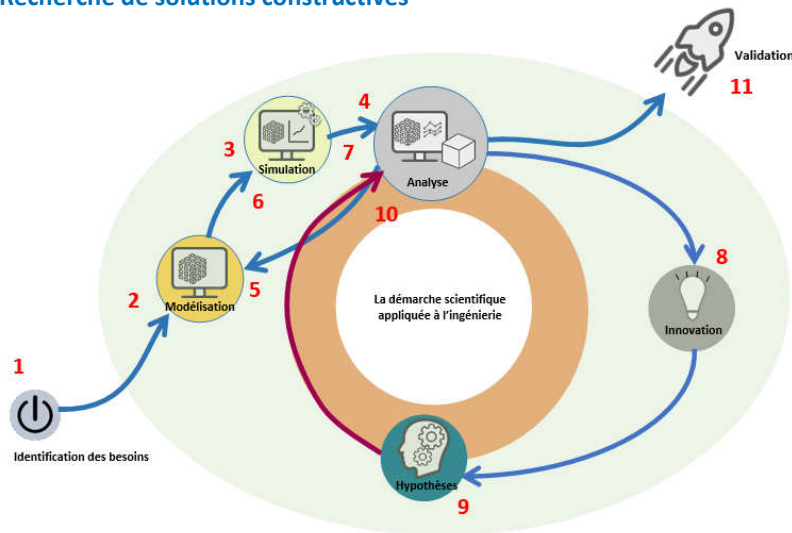 Recherche de solutions constructives
Validation
11
4
3
Simulation
7
Analyse
6
10
8
2
Modélisation
5
La démarche scientifique
appliquée à l'ingénierie
Innovation
1
Identification des besoins
Hypothèses
9